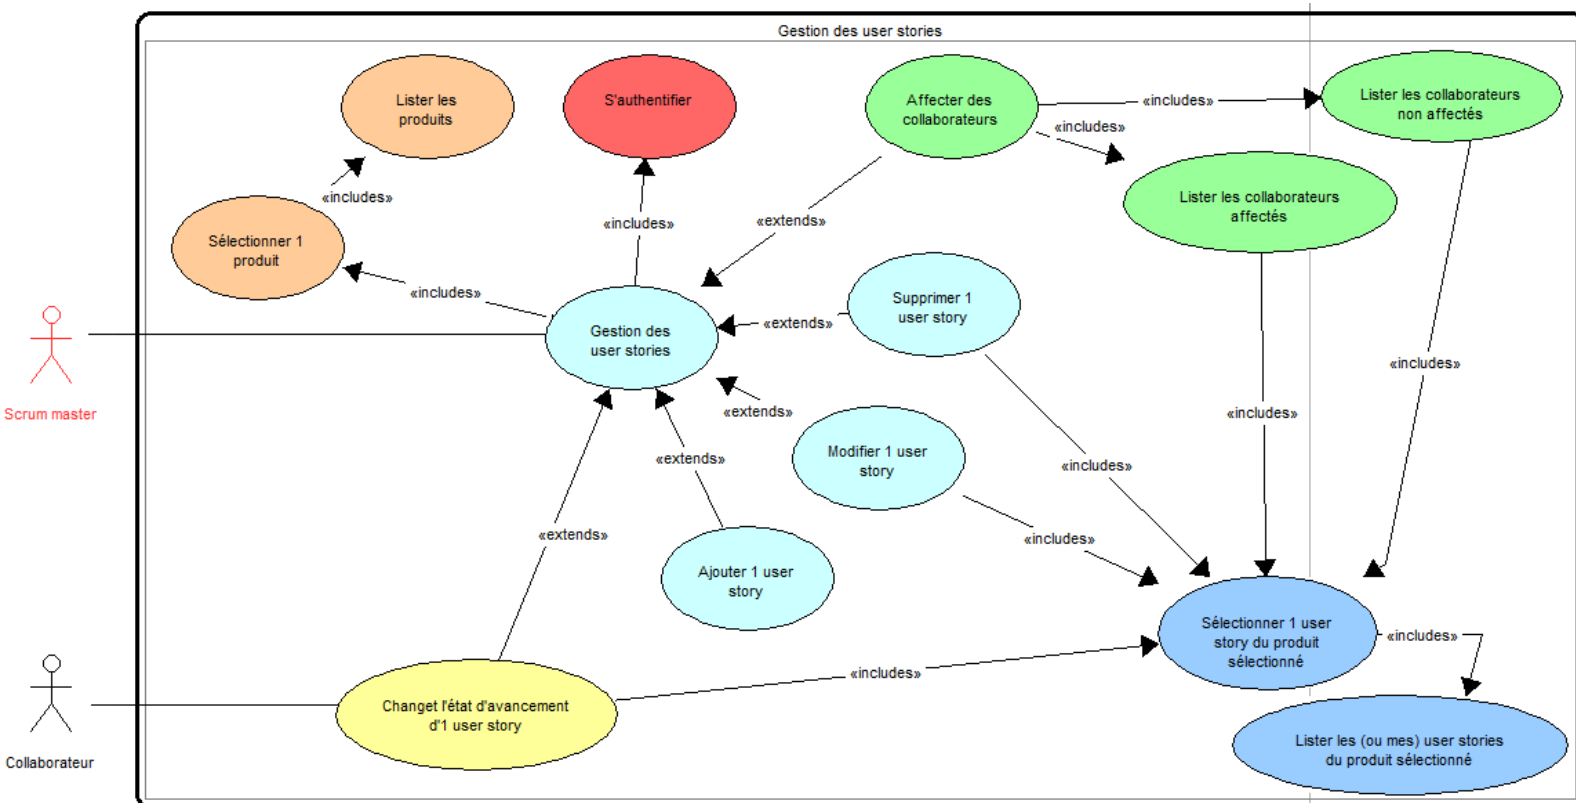 Gestion des user stories
Lister les
produits
S'authentifier
Affecter des
collaborateurs
«includes»
Lister les collaborateurs
non affectés
«includes»
«includes»
Lister les collaborateurs
affectés
«includes»
«extends»
Sélectionner 1
produit
«includes»
Supprimer 1
user story
«extends»
Gestion des
user stories
«includes»
Scrum master
«extends»
«includes»
Modifier 1 user
story
«extends»
«includes»
«includes»
«extends»
Ajouter 1 user
story
Sélectionner 1 user
story du produit
sélectionné
«includes»
«includes»
Changet l'état d'avancement
d'1 user story
Lister les (ou mes) user stories
du produit sélectionné
Collaborateur